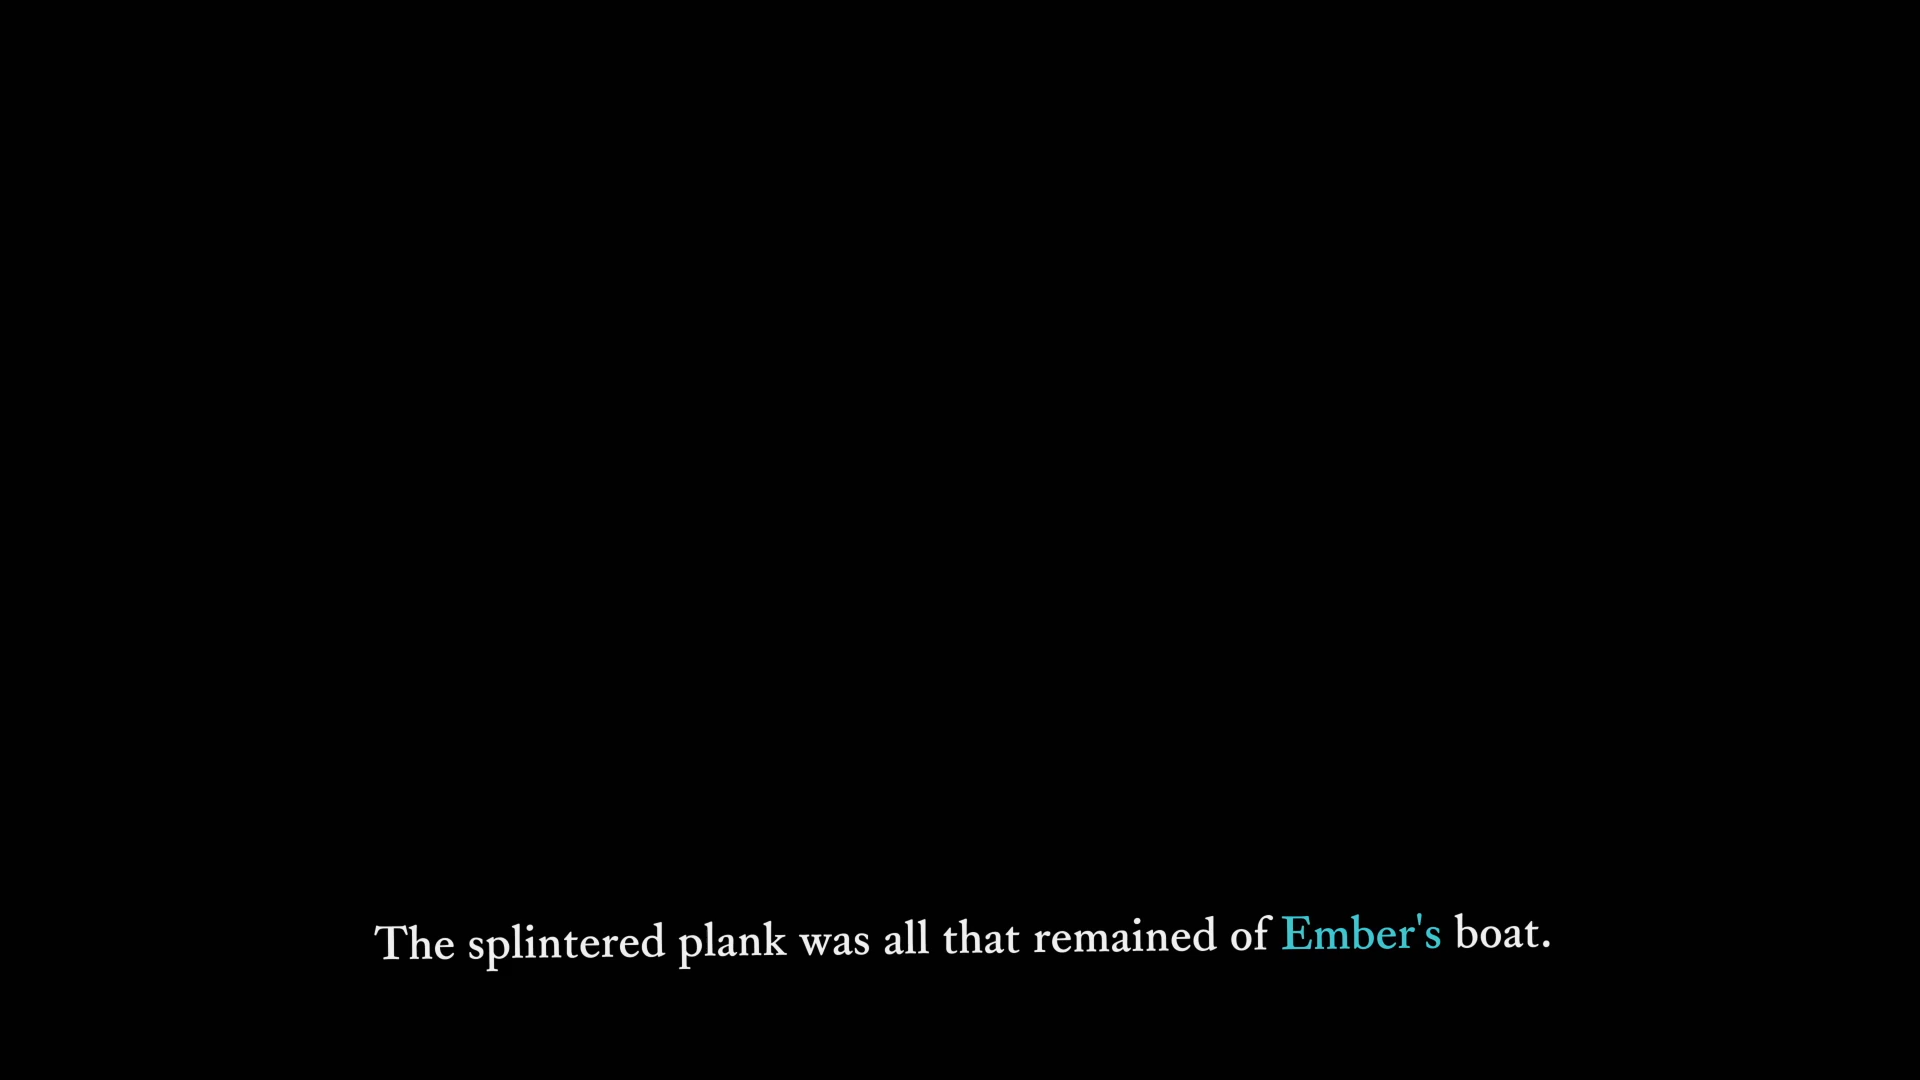 The splintered plank was all that remained of Ember's boat.